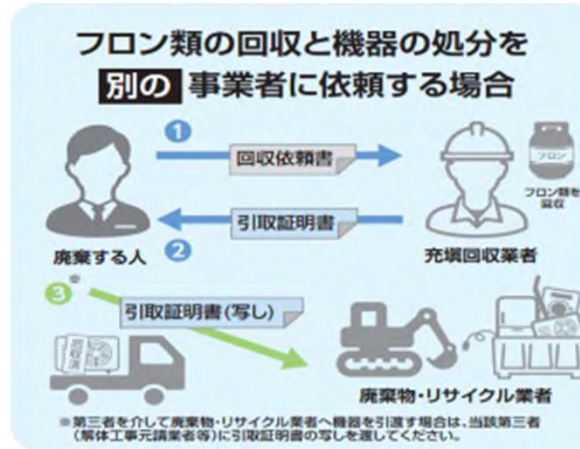 フロン類の回収と機器の処分を
別の 事業者に依頼する場合
1
回収依頼書
フロン
フロン類を
回収
引取証明書
2
廃棄する人
充塡回収業者
※
3
引取証明書(写し)
廃棄物・リサイクル業者
※第三者を介して廃棄物・リサイクル業者へ機器を引渡す場合は、当該第三者
(解体工事元請業者等)に引取証明書の写しを渡してください。